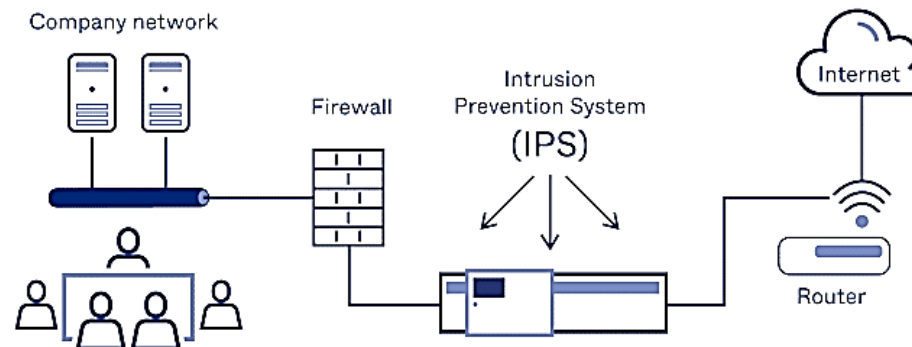 Company network
Firewall
Intrusion
Prevention System
(IPS)
Internet
Router